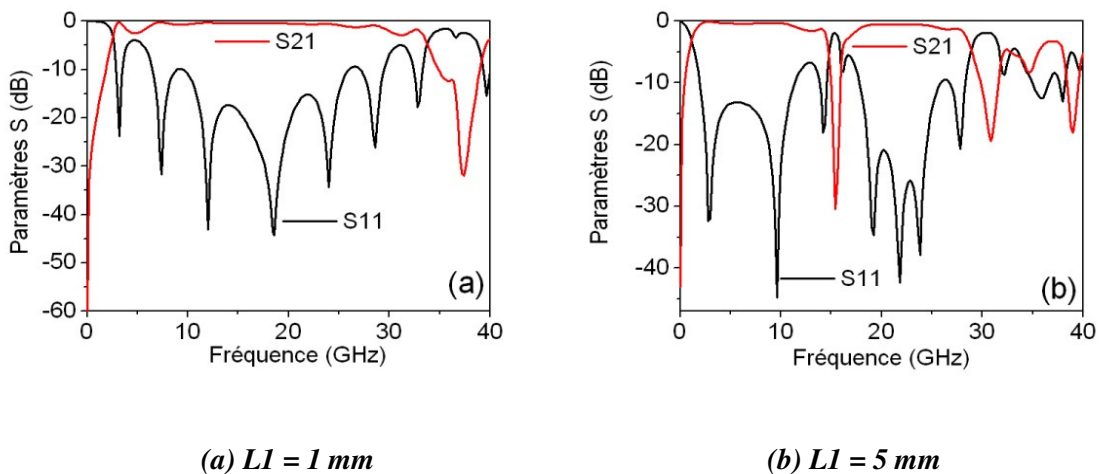 0
-10
-20
-30
-40
-50
-60
Paramètres S (dB)
S21
S11
(a)
0 10 20 30 40
Fréquence (GHz)
0
-10
-20
-30
-40
Paramètres S (dB)
S21
S11
(b)
0 10 20 30 40
Fréquence (GHz)
(a) L1 = 1 mm
(b) L1 = 5 mm